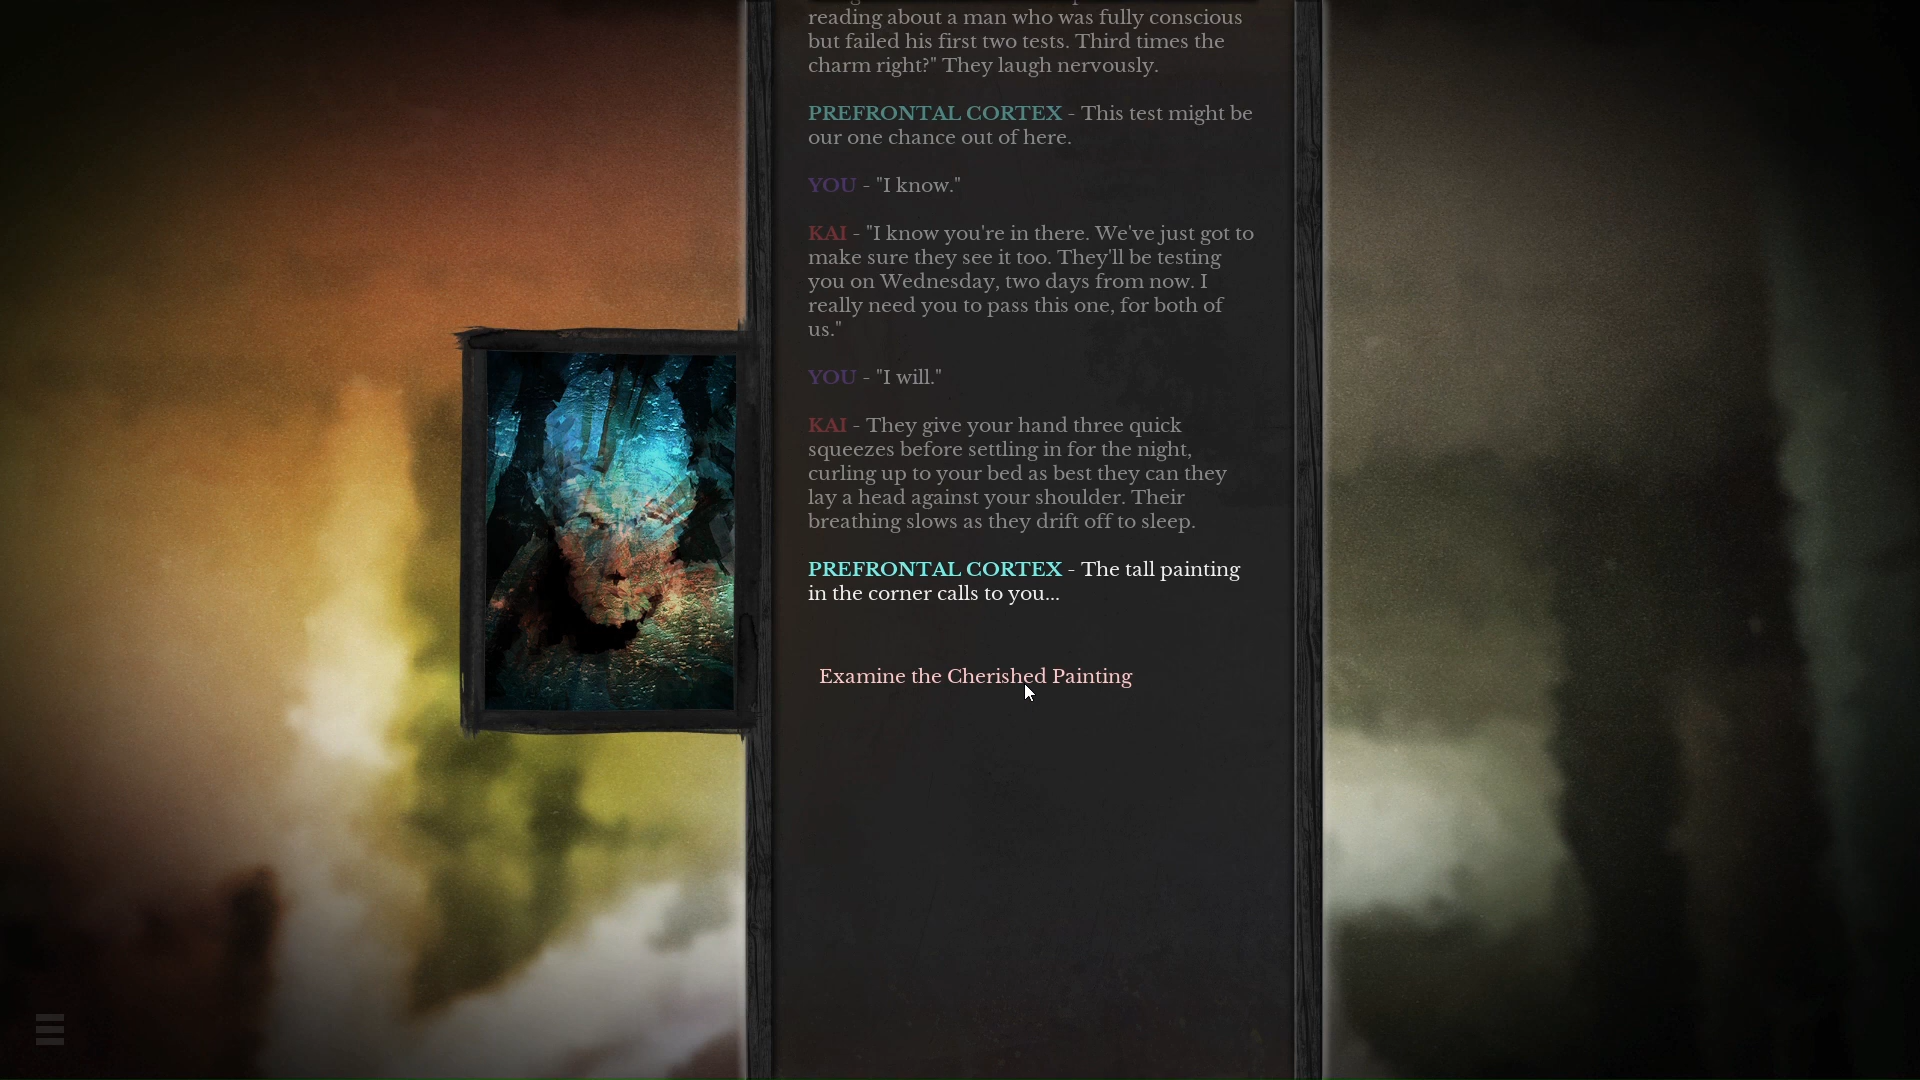 reading about a man who was fully conscious
but failed his first two tests. Third times the
charm right?" They laugh nervously.
PREFRONTAL CORTEX - This test might be
our one chance out of here.
YOU - "I know."
KAI - "I know you're in there. We've just got to
make sure they see it too. They'll be testing
you on Wednesday, two days from now. I
really need you to pass this one, for both of
us."
YOU - "I will."
KAI - They give your hand three quick
squeezes before settling in for the night,
curling up to your bed as best they can they
lay a head against your shoulder. Their
breathing slows as they drift off to sleep.
PREFRONTAL CORTEX - The tall painting
in the corner calls to you...
Examine the Cherished Painting